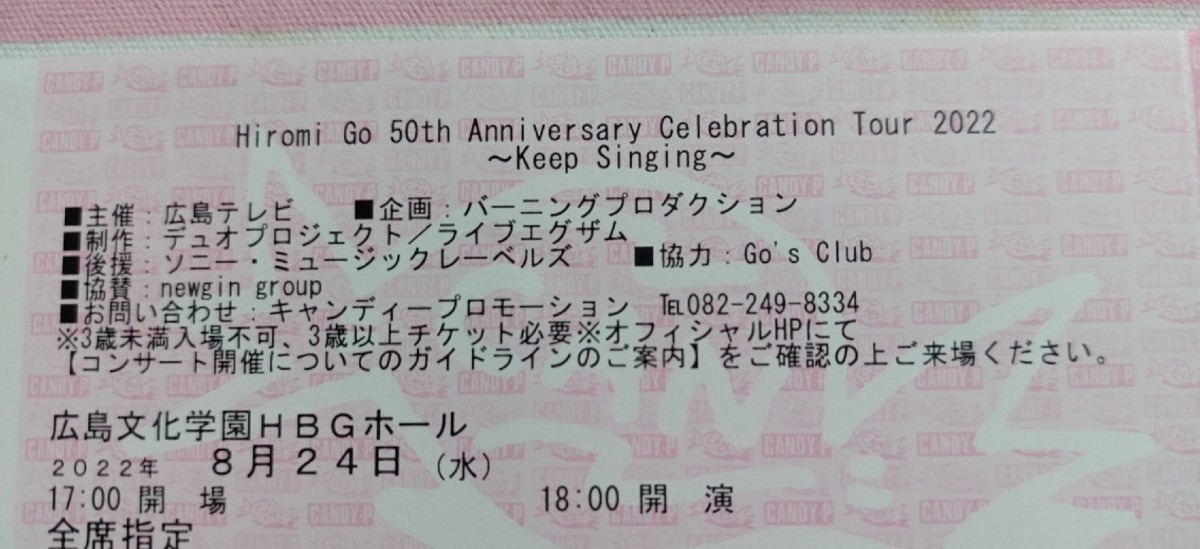 Hiromi Go 50th Anniversary Celebration Tour 2022
～Keep Singing～
■主催：広島テレビ ■企画：バーニングプロダクション
■制作：デュオプロジェクト／ライブエグザム
■後援：ソニー・ミュージックレーベルズ ■協力：Go's Club
■協賛：newgin group
■お問い合わせ：キャンディープロモーション ℡082-249-8334
※3歳未満入場不可、3歳以上チケット必要※オフィシャルHPにて
【コンサート開催についてのガイドラインのご案内】をご確認の上ご来場ください。
広島文化学園ＨＢＧホール
２０２２年 ８月２４日（水）
17:00 開 場 18:00 開 演
全席指定